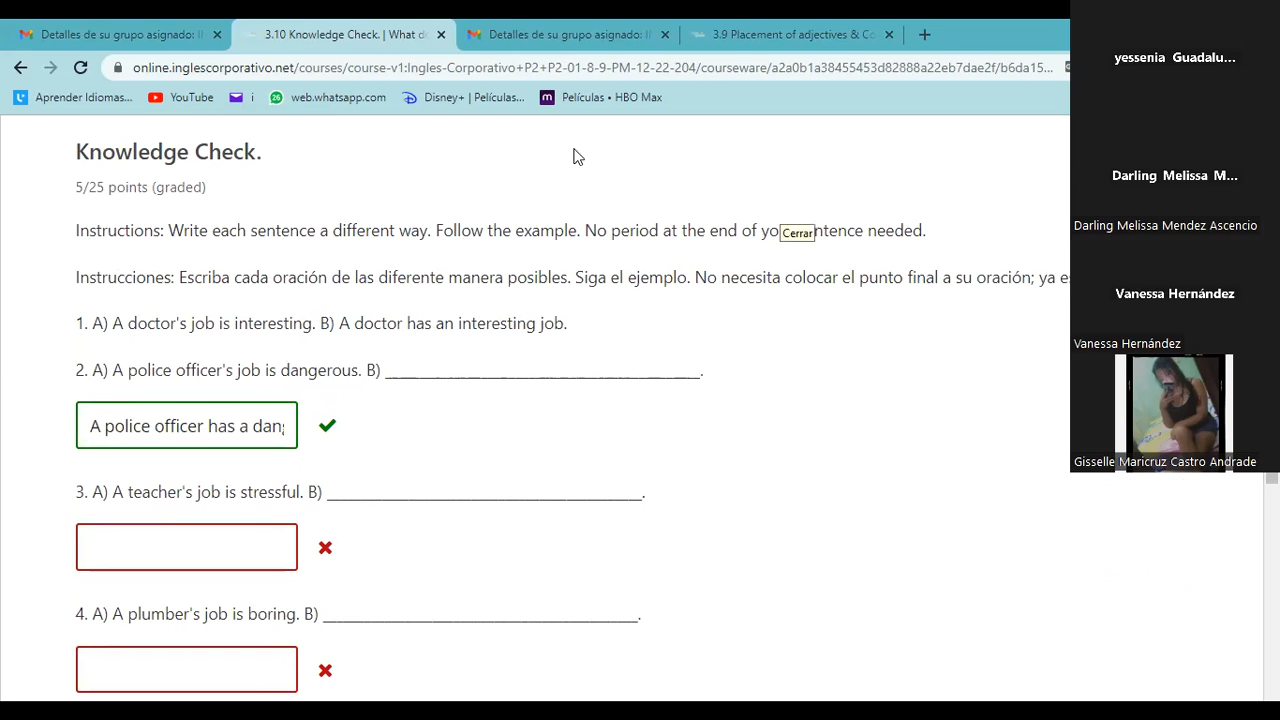 Detalles de su grupo asignado: I
3.10 Knowledge Check. | What d
Detalles de su grupo asignado: I
3.9 Placement of adjectives & Co
online.inglescorporativo.net/courses/course-v1:Ingles-Corporativo+P2+P2-01-8-9-PM-12-22-204/courseware/a2a0b1a38455453d82888a22eb7dae2f/b6da15...
Aprender Idiomas...
YouTube
i
web.whatsapp.com
Disney+ | Películas,...
Películas • HBO Max
Knowledge Check.
5/25 points (graded)
Instructions: Write each sentence a different way. Follow the example. No period at the end of yo Cerrar ntence needed.
Instrucciones: Escriba cada oración de las diferente manera posibles. Siga el ejemplo. No necesita colocar el punto final a su oración; ya es
1. A) A doctor's job is interesting. B) A doctor has an interesting job.
2. A) A police officer's job is dangerous. B) ___________________________________.
A police officer has a dang
3. A) A teacher's job is stressful. B) ___________________________________.
4. A) A plumber's job is boring. B) ___________________________________.
yessenia Guadalu...
Darling Melissa M...
Darling Melissa Mendez Ascencio
Vanessa Hernández
Vanessa Hernández
Gisselle Maricruz Castro Andrade